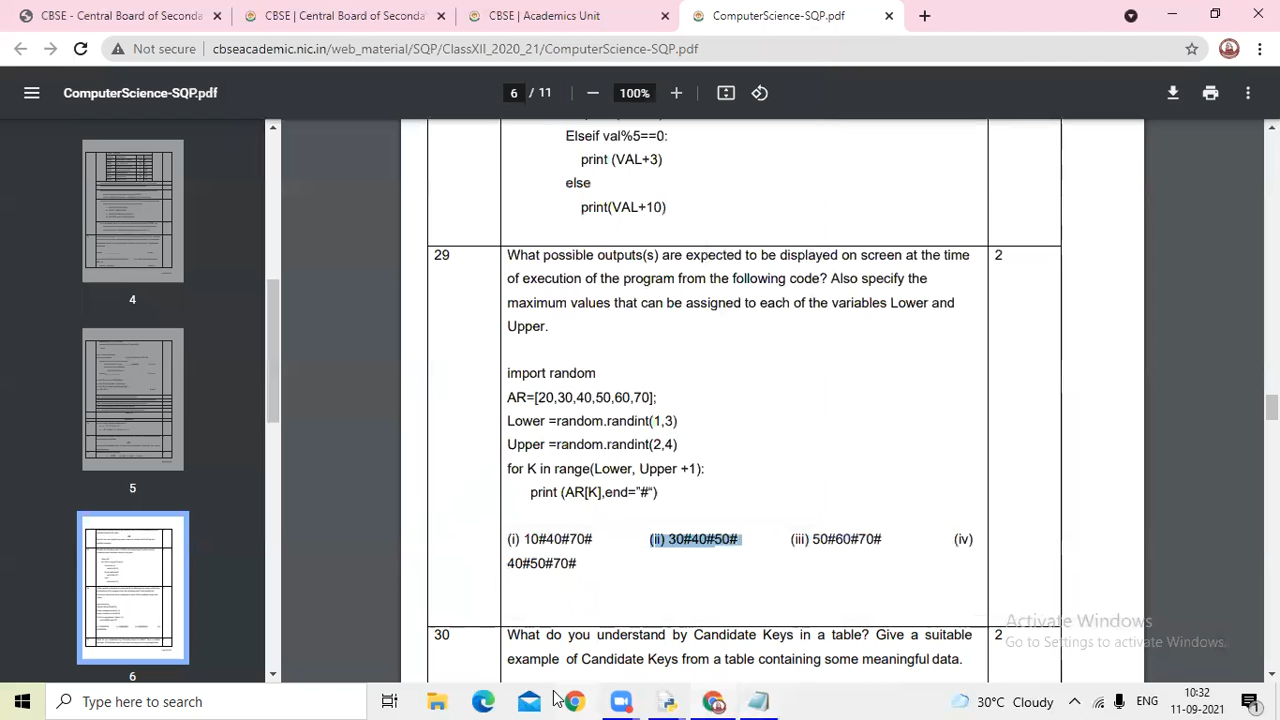 CBSE - Central Board of Seconda
CBSE | Central Board of Seconda
CBSE | Academics Unit
ComputerScience-SQP.pdf
Not secure
cbseacademic.nic.in/web_material/SQP/ClassXII_2020_21/ComputerScience-SQP.pdf
ComputerScience-SQP.pdf
6 / 11
100%
Elseif val%5==0:
print (VAL+3)
else
print(VAL+10)
29
What possible outputs(s) are expected to be displayed on screen at the time
2
of execution of the program from the following code? Also specify the
maximum values that can be assigned to each of the variables Lower and
Upper.
import random
AR=[20,30,40,50,60,70];
Lower =random.randint(1,3)
Upper =random.randint(2,4)
for K in range(Lower, Upper +1):
print (AR[K],end=”#“)
(i) 10#40#70# (ii) 30#40#50# (iii) 50#60#70# (iv)
40#50#70#
30
What do you understand by Candidate Keys in a table? Give a suitable
2
example of Candidate Keys from a table containing some meaningful data.
4
5
6
Activate Windows
Go to Settings to activate Windows.
Type here to search
30°C Cloudy
ENG
10:32
11-09-2021
1